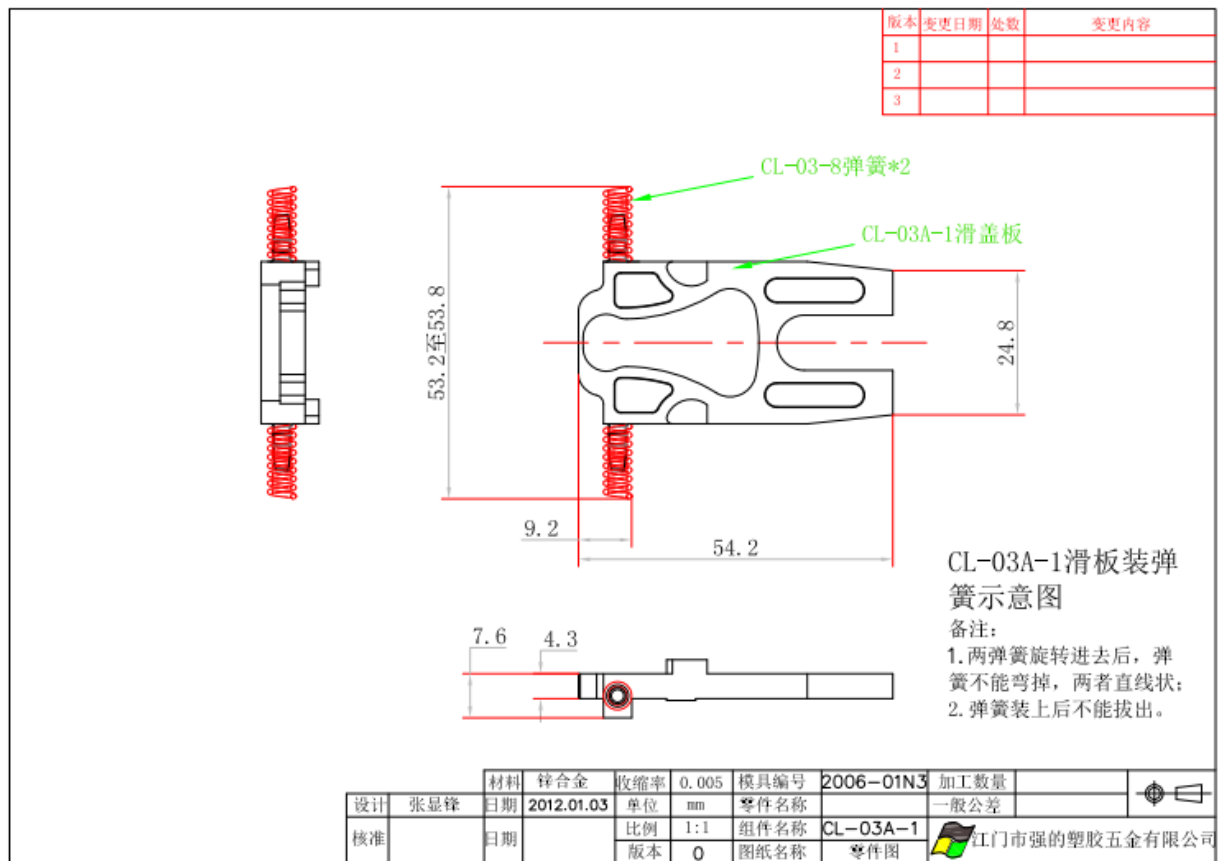 版本 变更日期 处数 变更内容
1
2
3
CL-03-8弹簧*2
CL-03A-1滑盖板
53.2至53.8
24.8
9.2
54.2
7.6
4.3
CL-03A-1滑板装弹
簧示意图
备注：
1.两弹簧旋转进去后，弹
簧不能弯掉，两者直线状；
2.弹簧装上后不能拔出。
材料 锌合金 收缩率 0.005 模具编号 2006-01N3 加工数量
设计 张显锋 日期 2012.01.03 单位 mm 零件名称 一般公差
核准 日期 比例 1:1 组件名称 CL-03A-1 江门市强的塑胶五金有限公司
版本 0 图纸名称 零件图